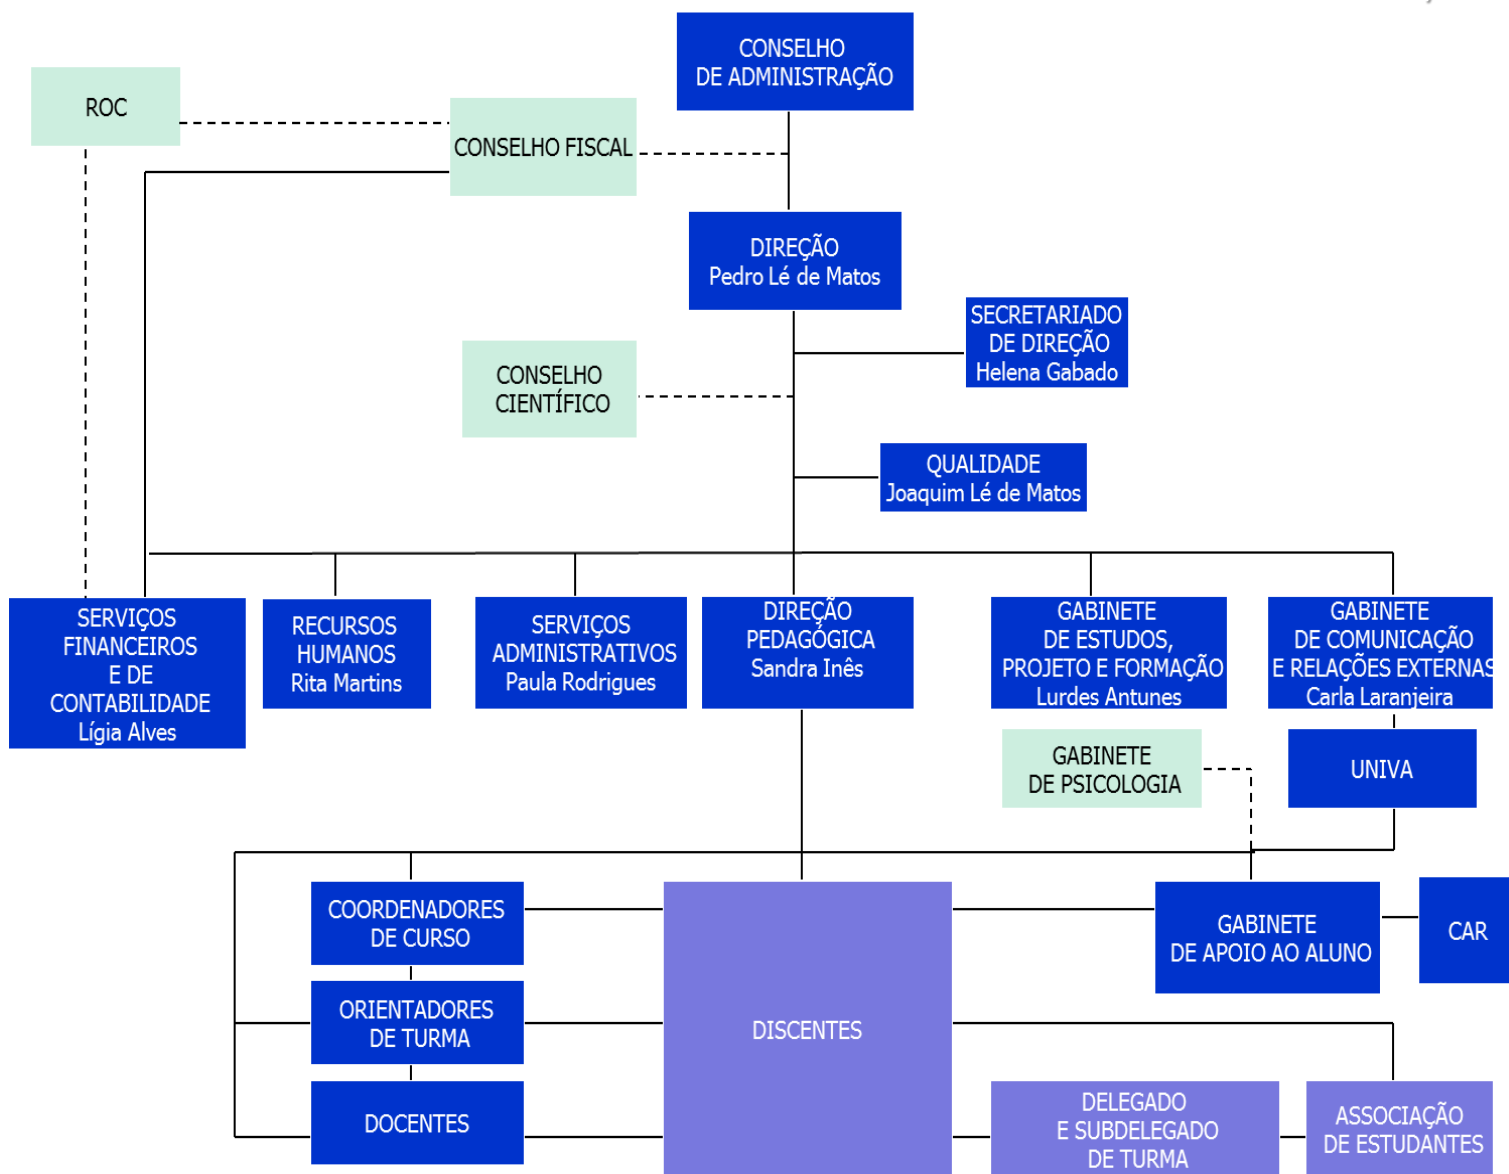 CONSELHO
DE ADMINISTRAÇÃO
ROC
CONSELHO FISCAL
DIREÇÃO
Pedro Lé de Matos
SECRETARIADO
DE DIREÇÃO
Helena Gabado
CONSELHO
CIENTÍFICO
QUALIDADE
Joaquim Lé de Matos
SERVIÇOS
FINANCEIROS
E DE
CONTABILIDADE
Lígia Alves
RECURSOS
HUMANOS
Rita Martins
SERVIÇOS
ADMINISTRATIVOS
Paula Rodrigues
DIREÇÃO
PEDAGÓGICA
Sandra Inês
GABINETE
DE ESTUDOS,
PROJETO E FORMAÇÃO
Lurdes Antunes
GABINETE
DE COMUNICAÇÃO
E RELAÇÕES EXTERNAS
Carla Laranjeira
GABINETE
DE PSICOLOGIA
UNIVA
COORDENADORES
DE CURSO
GABINETE
DE APOIO AO ALUNO
CAR
ORIENTADORES
DE TURMA
DISCENTES
DOCENTES
DELEGADO
E SUBDELEGADO
DE TURMA
ASSOCIAÇÃO
DE ESTUDANTES